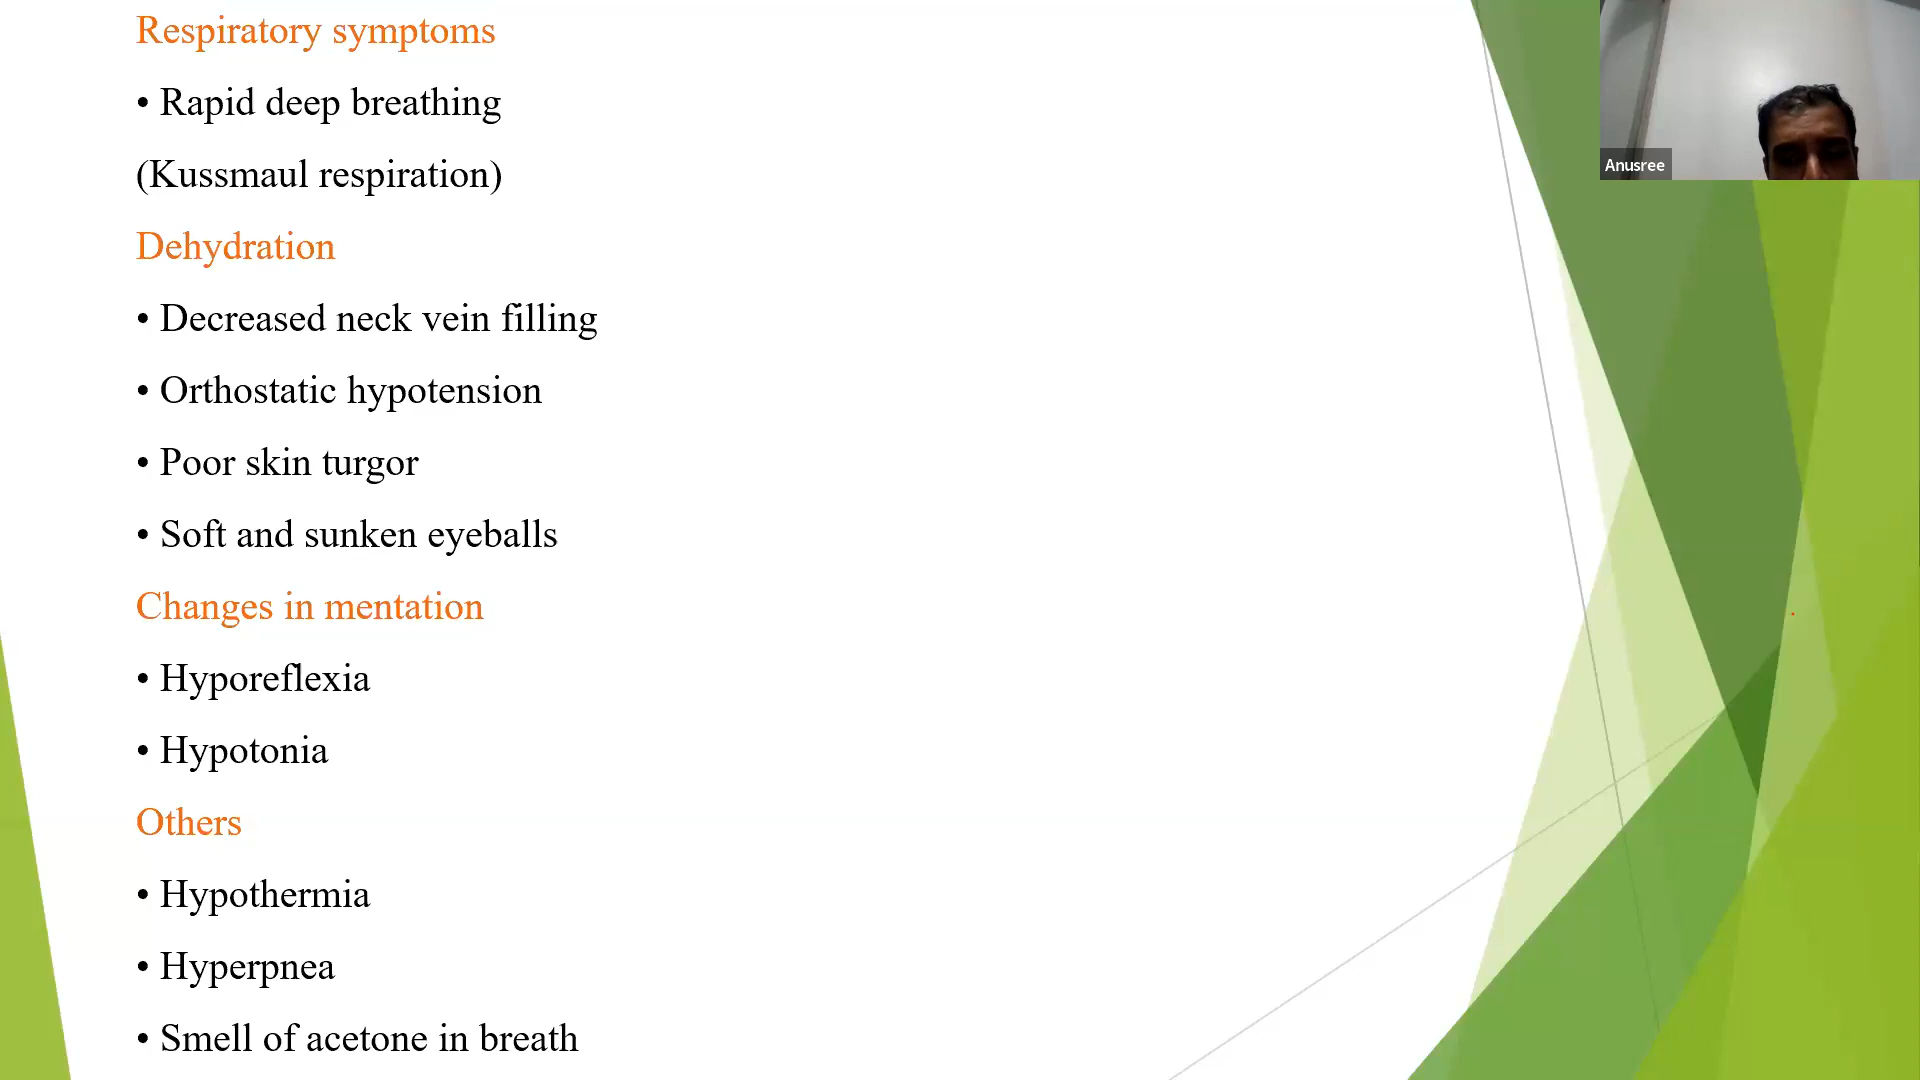 Respiratory symptoms
• Rapid deep breathing
(Kussmaul respiration)
Dehydration
• Decreased neck vein filling
• Orthostatic hypotension
• Poor skin turgor
• Soft and sunken eyeballs
Changes in mentation
• Hyporeflexia
• Hypotonia
Others
• Hypothermia
• Hyperpnea
• Smell of acetone in breath
Anusree